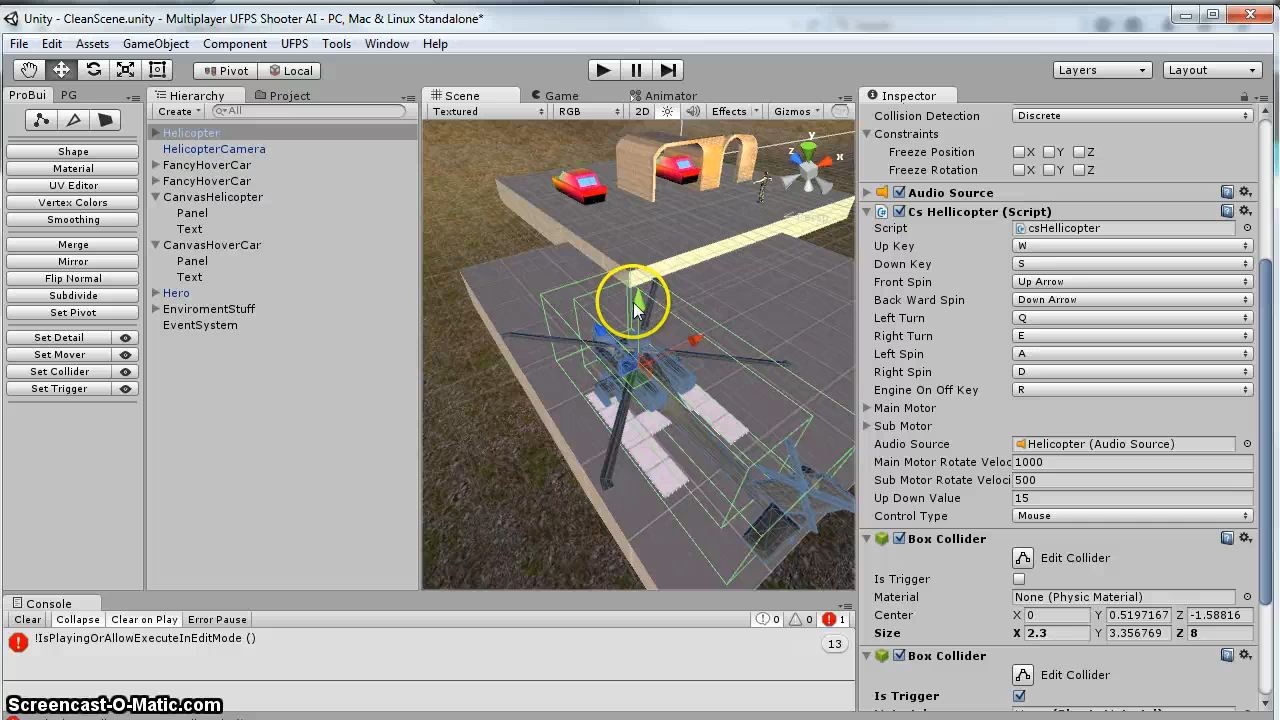 Unity - CleanScene.unity - Multiplayer UFPS Shooter AI - PC, Mac & Linux Standalone*
File Edit Assets GameObject Component UFPS Tools Window Help
Pivot Local Layers Layout
ProBui PG Hierarchy Project Scene Game Animator Inspector
Create All Textured RGB 2D Effects Gizmos
Shape
Material
UV Editor
Vertex Colors
Smoothing
Merge
Mirror
Flip Normal
Subdivide
Set Pivot
Set Detail
Set Mover
Set Collider
Set Trigger
Helicopter
HelicopterCamera
FancyHoverCar
FancyHoverCar
CanvasHelicopter
Panel
Text
CanvasHoverCar
Panel
Text
Hero
EnviromentStuff
EventSystem
y
z x
Persp
Collision Detection Discrete
Constraints
Freeze Position X Y Z
Freeze Rotation X Y Z
Audio Source
Cs Hellicopter (Script)
Script csHellicopter
Up Key W
Down Key S
Front Spin Up Arrow
Back Ward Spin Down Arrow
Left Turn Q
Right Turn E
Left Spin A
Right Spin D
Engine On Off Key R
Main Motor
Sub Motor
Audio Source Helicopter (Audio Source)
Main Motor Rotate Veloc 1000
Sub Motor Rotate Veloci 500
Up Down Value 15
Control Type Mouse
Box Collider
Edit Collider
Is Trigger
Material None (Physic Material)
Center X 0 Y 0.5197167 Z -1.58816
Size X 2.3 Y 3.356769 Z 8
Box Collider
Edit Collider
Is Trigger
Console
Clear Collapse Clear on Play Error Pause 0 0 1
!IsPlayingOrAllowExecuteInEditMode () 13
Screencast-O-Matic.com